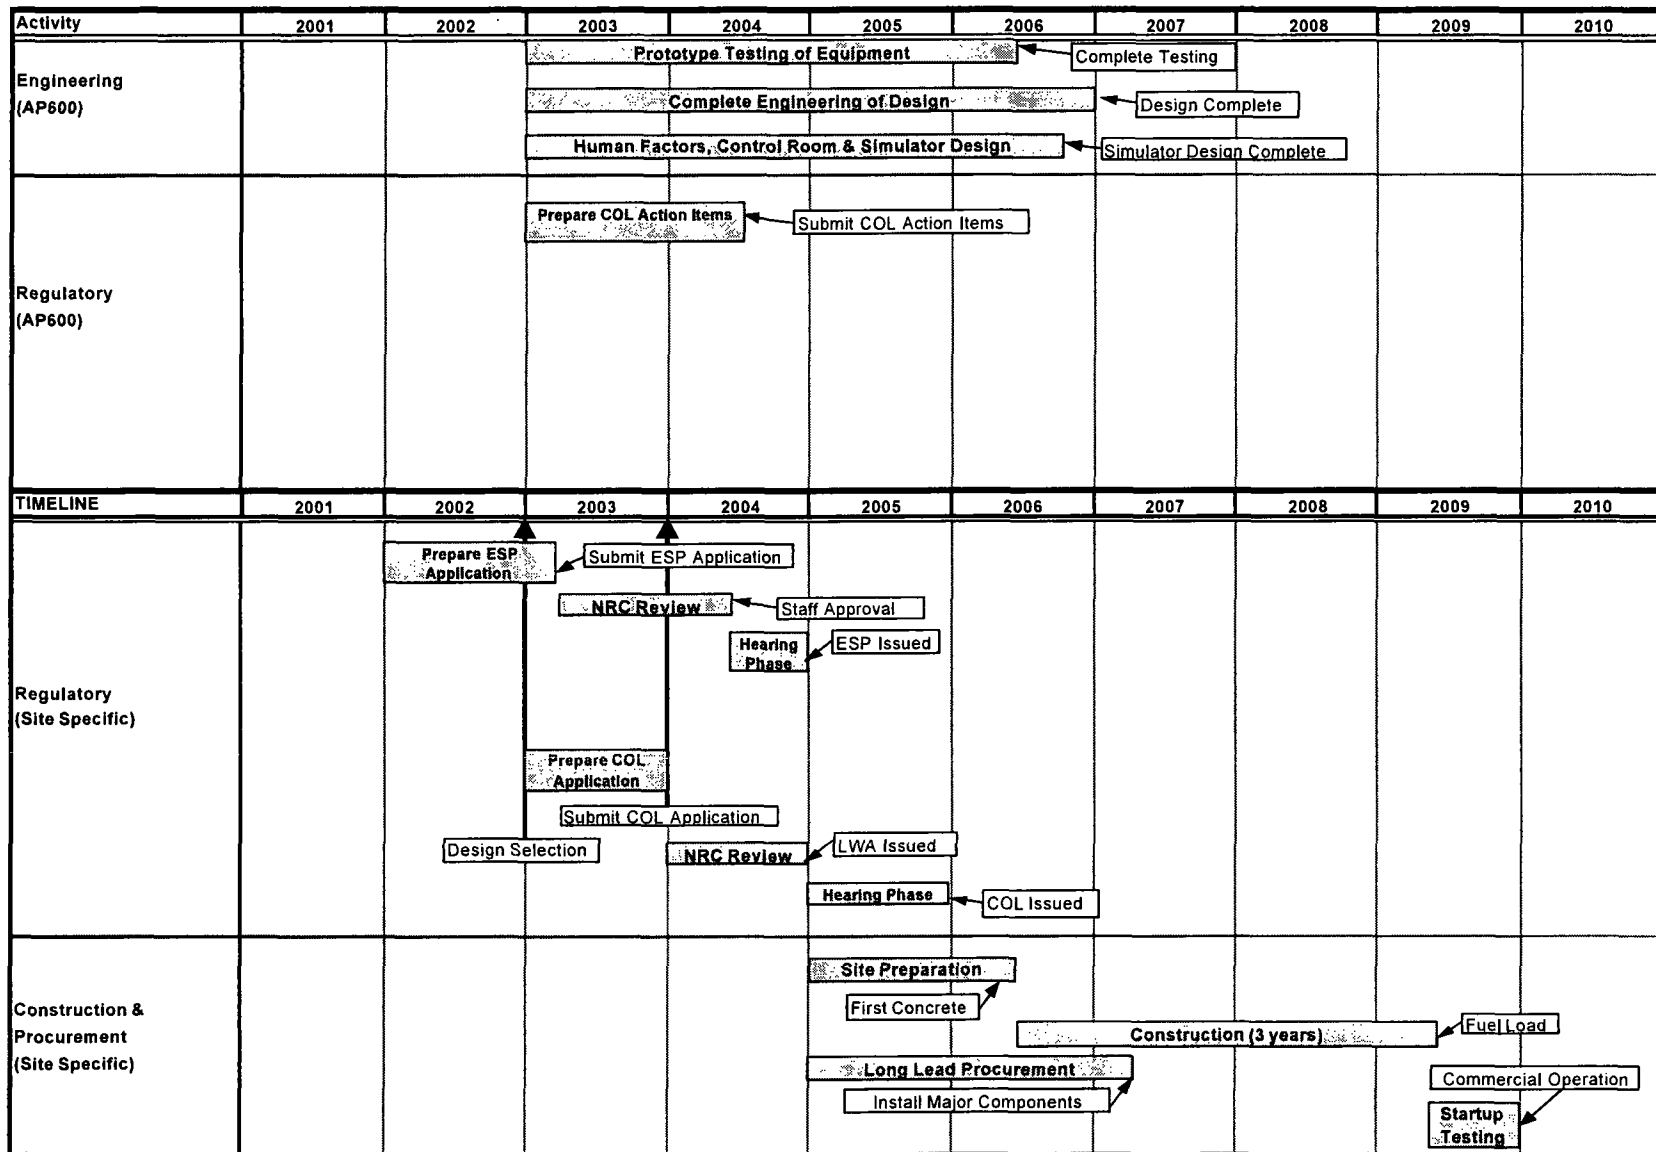 Activity 2001 2002 2003 2004 2005 2006 2007 2008 2009 2010
Engineering
(AP600)
Prototype Testing of Equipment
Complete Testing
Complete Engineering of Design
Design Complete
Human Factors, Control Room & Simulator Design
Simulator Design Complete
Regulatory
(AP600)
Prepare COL Action Items
Submit COL Action Items
TIMELINE 2001 2002 2003 2004 2005 2006 2007 2008 2009 2010
Regulatory
(Site Specific)
Prepare ESP
Application
Submit ESP Application
NRC Review
Staff Approval
Hearing
Phase
ESP Issued
Prepare COL
Application
Submit COL Application
Design Selection
NRC Review
LWA Issued
Hearing Phase
COL Issued
Construction &
Procurement
(Site Specific)
Site Preparation
First Concrete
Construction (3 years)
Fuel Load
Long Lead Procurement
Install Major Components
Commercial Operation
Startup
Testing